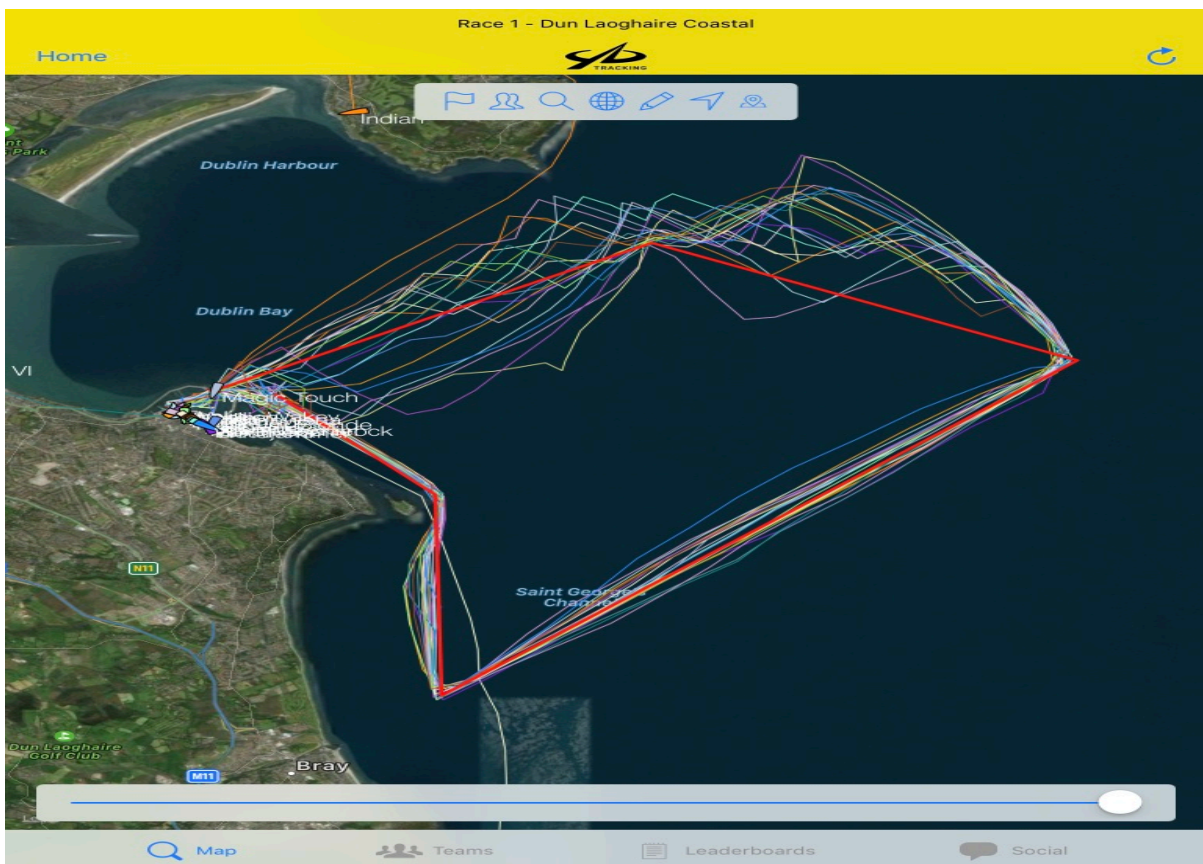 Race 1 - Dun Laoghaire Coastal
Home
TRACKING
Indian
Park
Dublin Harbour
Dublin Bay
VI
Magic Touch
N11
Saint George's
Channel
Dun Laoghaire
Golf Club
M11
Bray
Map
Teams
Leaderboards
Social